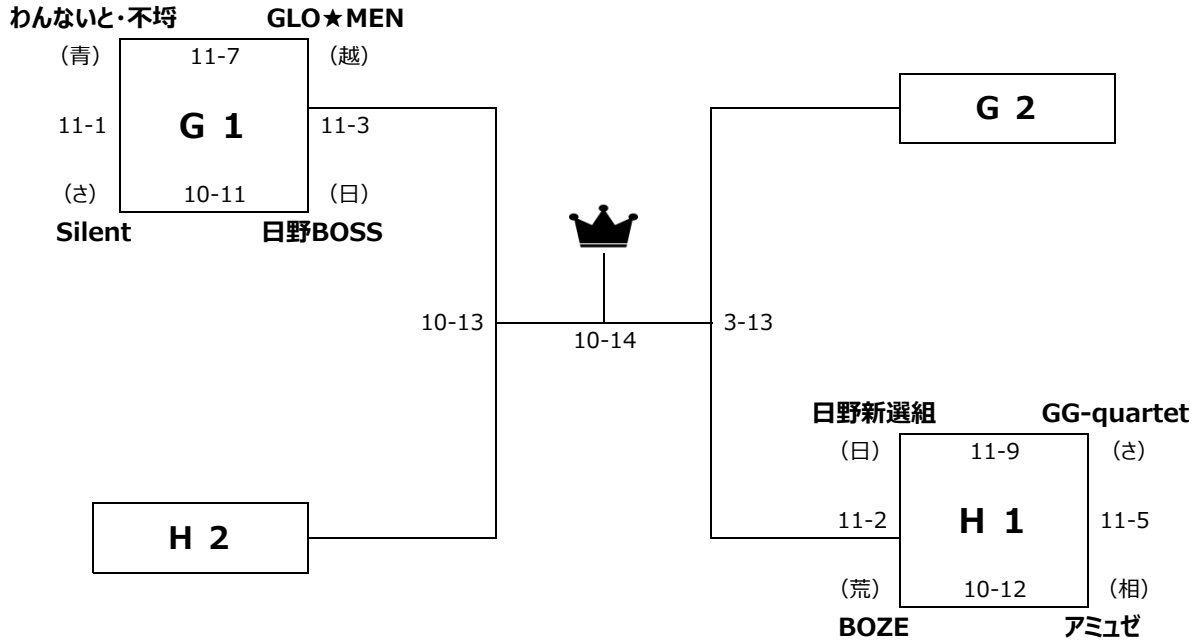 わんないと・不埒 GLO★MEN
（青） 11-7 （越）
G 2
11-1 G 1 11-3
（さ） 10-11 （日）
Silent 日野BOSS
10-13 3-13
10-14
日野新選組 GG-quartet
（日） 11-9 （さ）
11-2 H 1 11-5
H 2
（荒） 10-12 （相）
BOZE アミュゼ